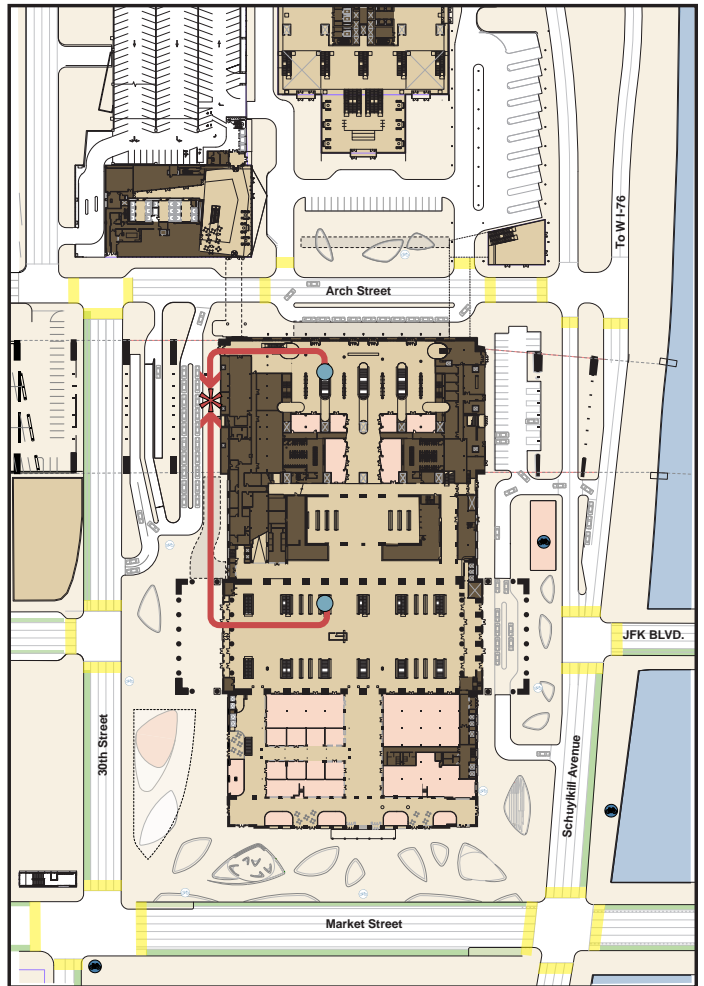 To W I-76
Arch Street
JFK BLVD.
30th Street
Schuylkill Avenue
Market Street